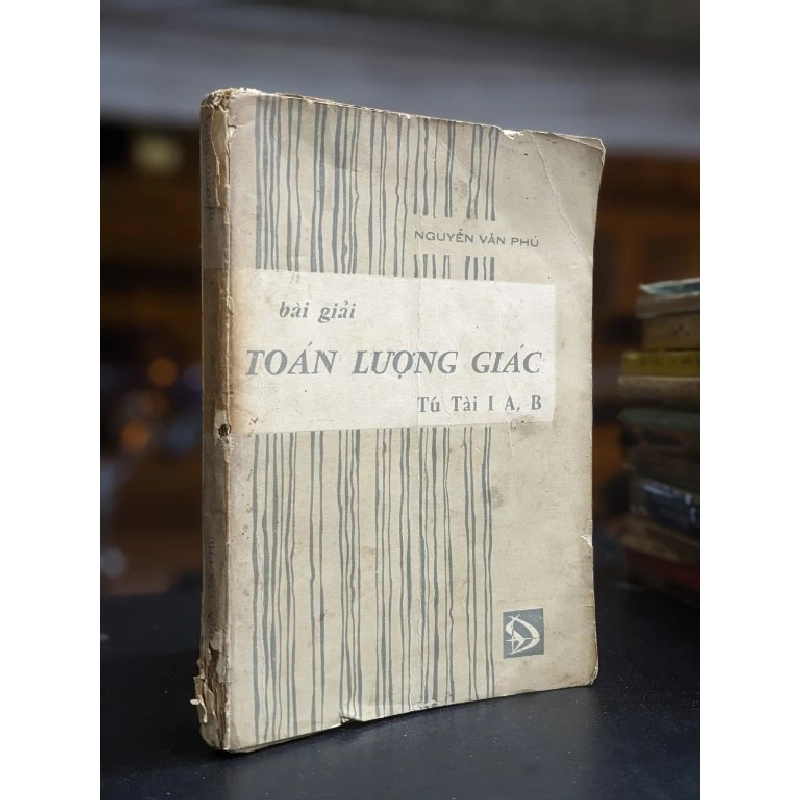 NGUYỄN VĂN PHÚ
bài giải
TOÁN LƯỢNG GIÁC
Tú Tài I A, B